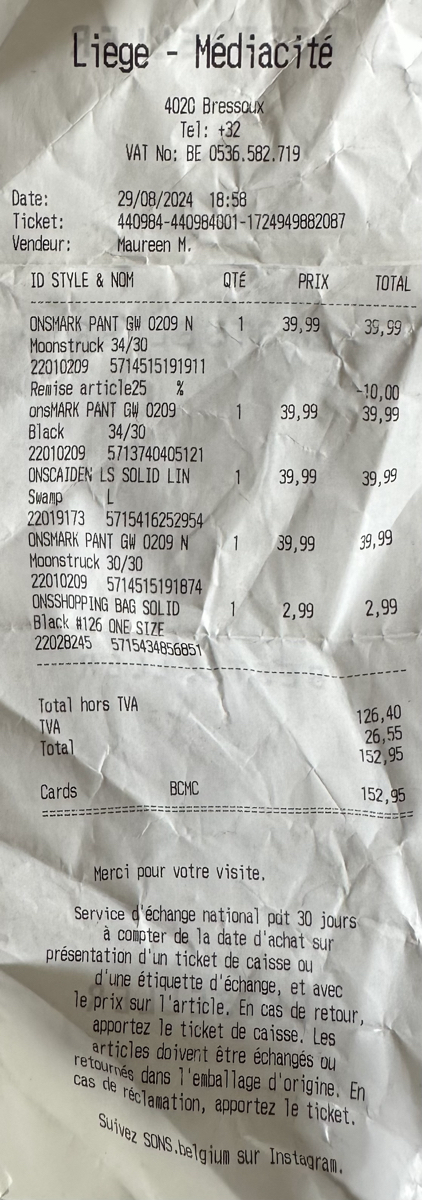 Liege - Médiacité
4020 Bressoux
Tel: +32
VAT No: BE 0536.582.719
Date: 29/08/2024 18:58
Ticket: 440984-440984001-1724949882087
Vendeur: Maureen M.
ID STYLE & NOM QTÉ PRIX TOTAL
ONSMARK PANT GW 0209 N 1 39,99 39,99
Moonstruck 34/30
22010209 5714515191911
Remise article25 % -10,00
onsMARK PANT GW 0209 1 39,99 39,99
Black 34/30
22010209 5713740405121
ONSCAIDEN LS SOLID LIN 1 39,99 39,99
Swamp L
22019173 5715416252954
ONSMARK PANT GW 0209 N 1 39,99 39,99
Moonstruck 30/30
22010209 5714515191874
ONSSHOPPING BAG SOLID 1 2,99 2,99
Black #126 ONE SIZE
22028245 5715434856851
Total hors TVA 126,40
TVA 26,55
Total 152,95
Cards BCMC 152,95
Merci pour votre visite.
Service d'échange national pdt 30 jours
à compter de la date d'achat sur
présentation d'un ticket de caisse ou
d'une étiquette d'échange, et avec
le prix sur l'article. En cas de retour,
apportez le ticket de caisse. Les
articles doivent être échangés ou
retournés dans l'emballage d'origine. En
cas de réclamation, apportez le ticket.
Suivez SONS.belgium sur Instagram.